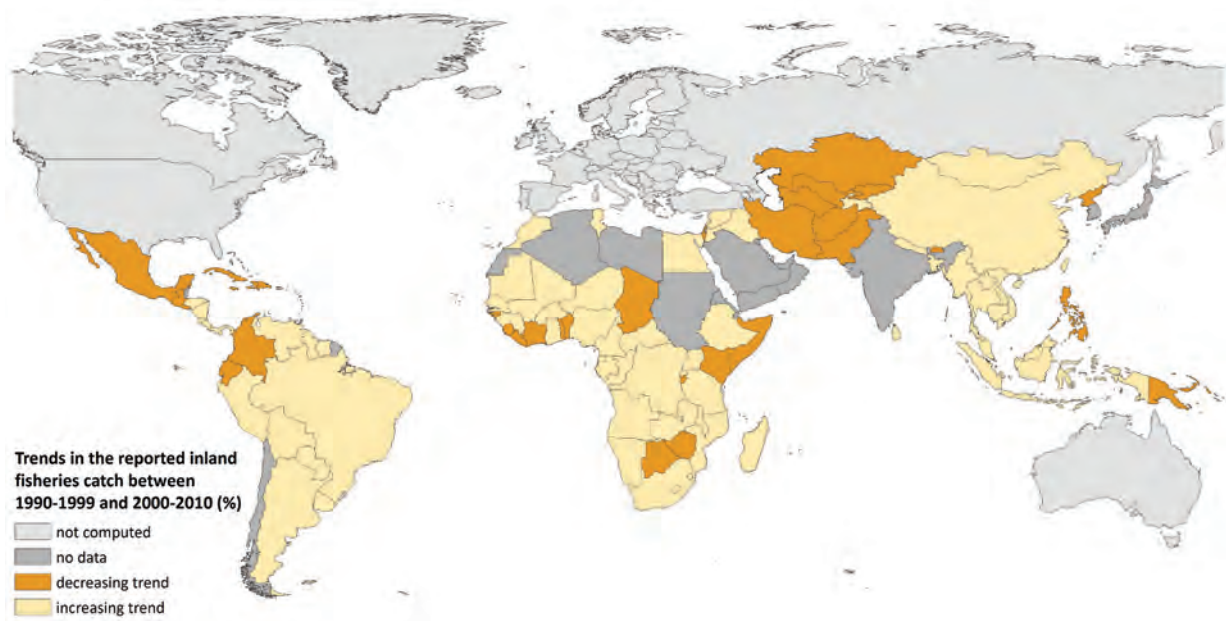 Trends in the reported inland
fisheries catch between
1990-1999 and 2000-2010 (%)
not computed
no data
decreasing trend
increasing trend